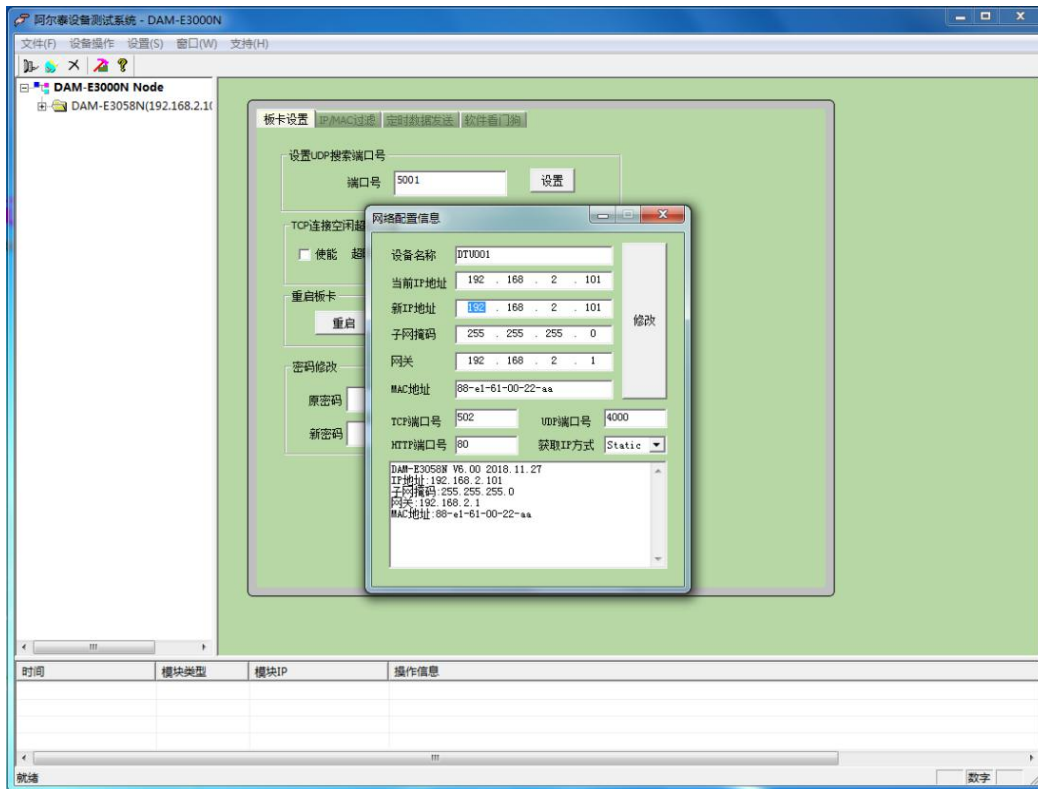 阿尔泰设备测试系统 - DAM-E3000N
文件(F) 设备操作 设置(S) 窗口(W) 支持(H)
DAM-E3000N Node
DAM-E3058N(192.168.2.10
板卡设置 IP/MAC过滤 定时数据发送 软件看门狗
设置UDP搜索端口号
端口号 5001 设置
TCP连接空闲超
使能 超
重启板卡
重启
密码修改
原密码
新密码
网络配置信息
设备名称 DTU001
当前IP地址 192 . 168 . 2 . 101
新IP地址 192 . 168 . 2 . 101
子网掩码 255 . 255 . 255 . 0
网关 192 . 168 . 2 . 1
MAC地址 88-e1-61-00-22-aa
修改
TCP端口号 502 UDP端口号 4000
HTTP端口号 80 获取IP方式 Static
DAM-E3058N V6.00 2018.11.27
IP地址:192.168.2.101
子网掩码:255.255.255.0
网关:192.168.2.1
MAC地址:88-e1-61-00-22-aa
时间 模块类型 模块IP 操作信息
就绪 数字